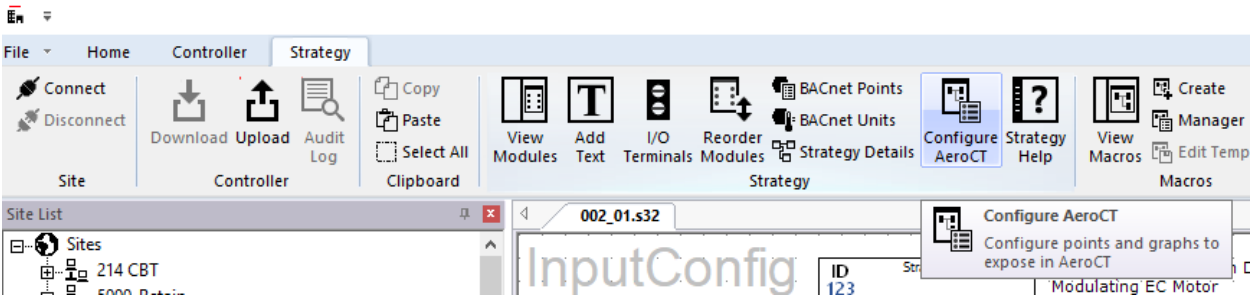 File Home Controller Strategy
Connect
Disconnect
Site
Download Upload Audit
Log
Controller
Copy
Paste
Select All
Clipboard
View
Modules
Add
Text
I/O
Terminals
Reorder
Modules
BACnet Points
BACnet Units
Strategy Details
Configure
AeroCT
Strategy
Help
Strategy
View
Macros
Create
Manager
Edit Temp
Macros
Site List
002_01.s32
Sites
214 CBT
5000 Retain
InputConfig
ID
123
Str
Configure AeroCT
Configure points and graphs to
expose in AeroCT
Modulating EC Motor